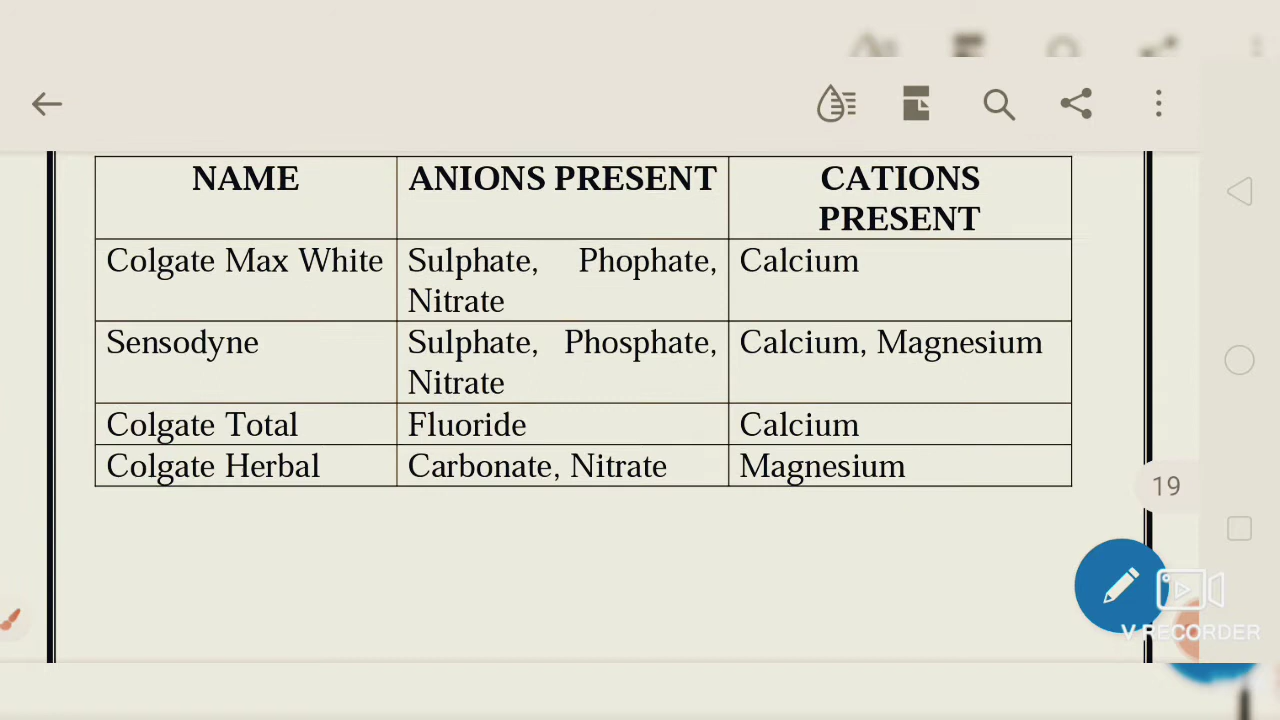 NAME ANIONS PRESENT CATIONS
PRESENT
Colgate Max White Sulphate, Phophate, Calcium
Nitrate
Sensodyne Sulphate, Phosphate, Calcium, Magnesium
Nitrate
Colgate Total Fluoride Calcium
Colgate Herbal Carbonate, Nitrate Magnesium
19
V RECORDER